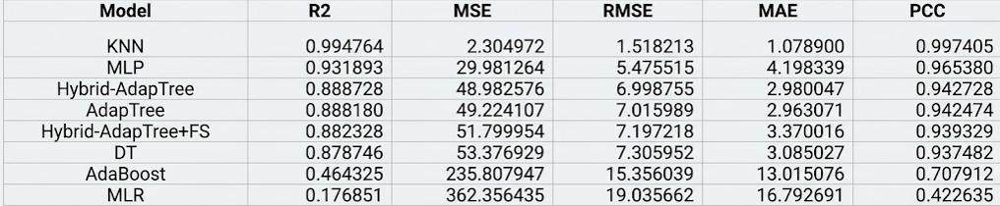 Model R2 MSE RMSE MAE PCC
KNN 0.994764 2.304972 1.518213 1.078900 0.997405
MLP 0.931893 29.981264 5.475515 4.198339 0.965380
Hybrid-AdapTree 0.888728 48.982576 6.998755 2.980047 0.942728
AdapTree 0.888180 49.224107 7.015989 2.963071 0.942474
Hybrid-AdapTree+FS 0.882328 51.799954 7.197218 3.370016 0.939329
DT 0.878746 53.376929 7.305952 3.085027 0.937482
AdaBoost 0.464325 235.807947 15.356039 13.015076 0.707912
MLR 0.176851 362.356435 19.035662 16.792691 0.422635